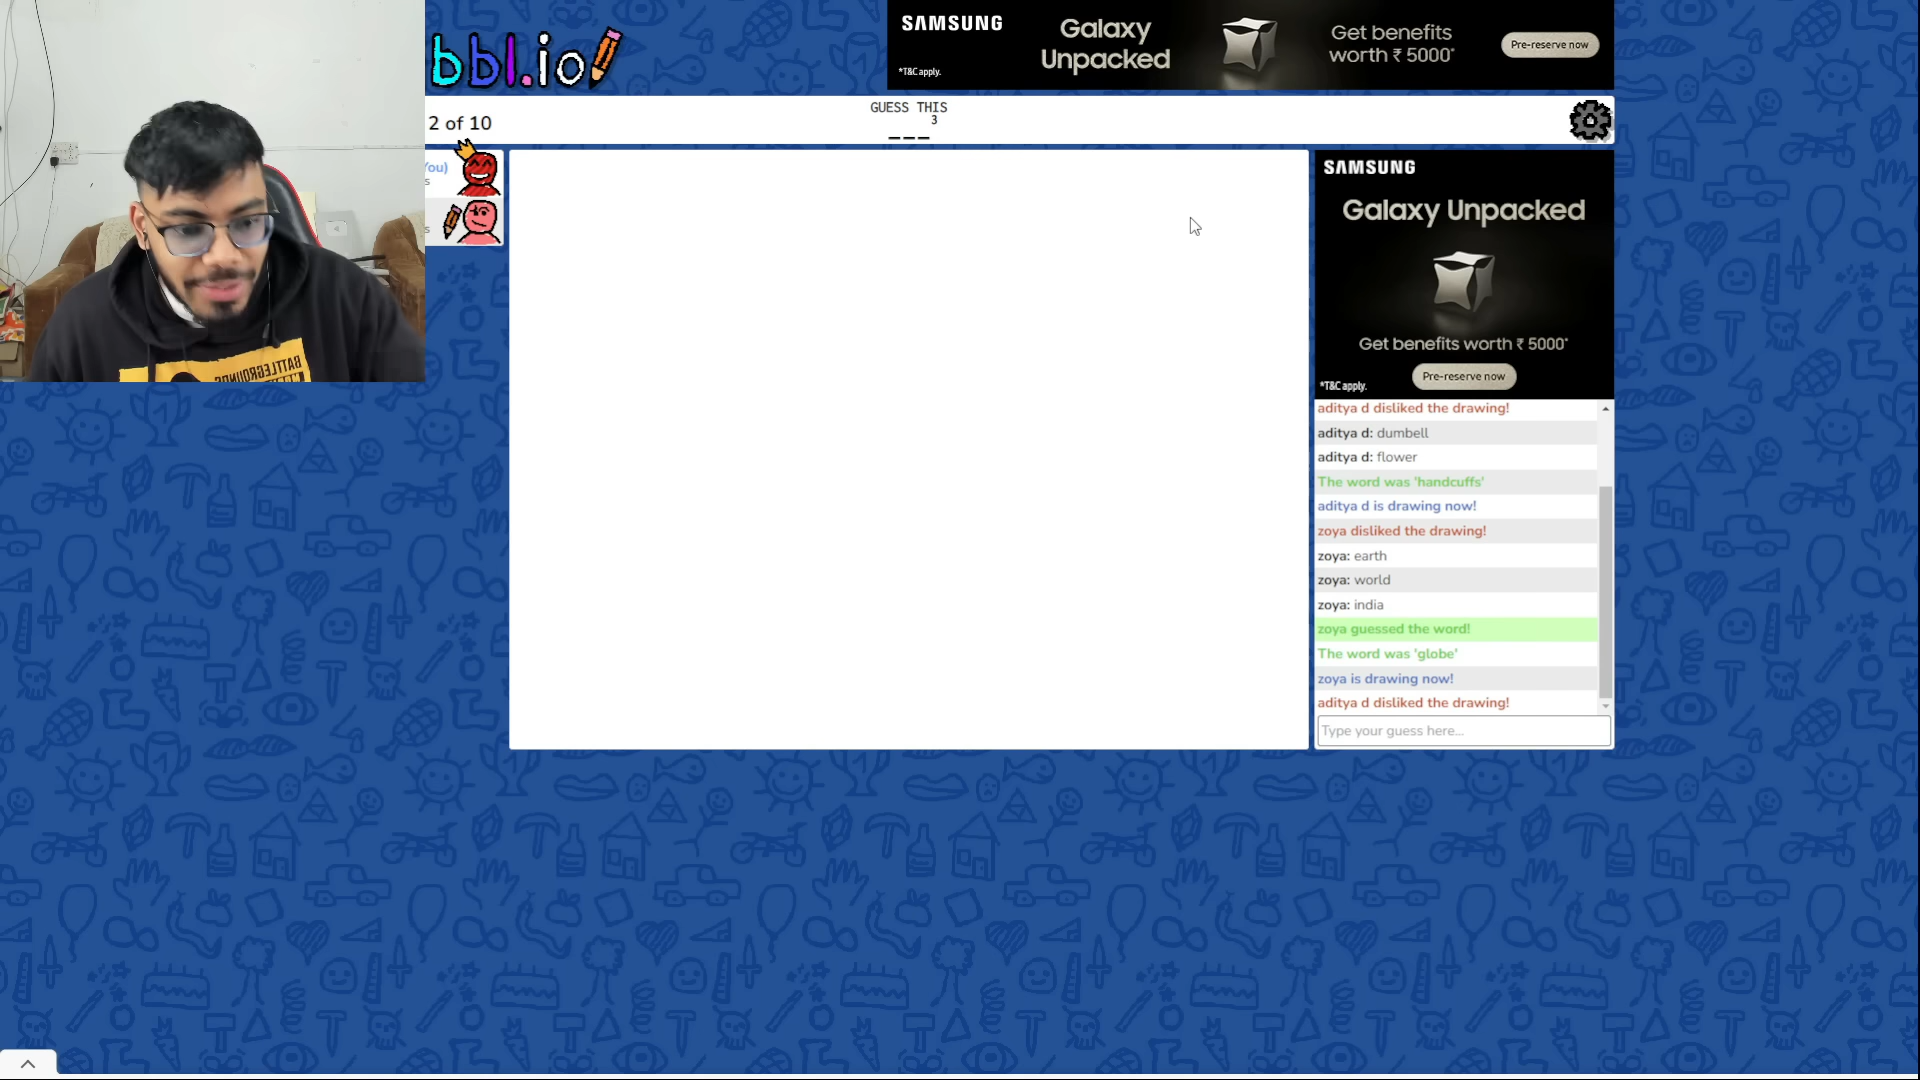 bbl.io
SAMSUNG
*T&C apply.
Galaxy
Unpacked
Get benefits
worth ₹ 5000*
Pre-reserve now
2 of 10
GUESS THIS
3
___
You)
s
s
SAMSUNG
Galaxy Unpacked
Get benefits worth ₹ 5000*
Pre-reserve now
*T&C apply.
aditya d disliked the drawing!
aditya d: dumbell
aditya d: flower
The word was 'handcuffs'
aditya d is drawing now!
zoya disliked the drawing!
zoya: earth
zoya: world
zoya: india
zoya guessed the word!
The word was 'globe'
zoya is drawing now!
aditya d disliked the drawing!
Type your guess here...
BATTLEGROUNDS